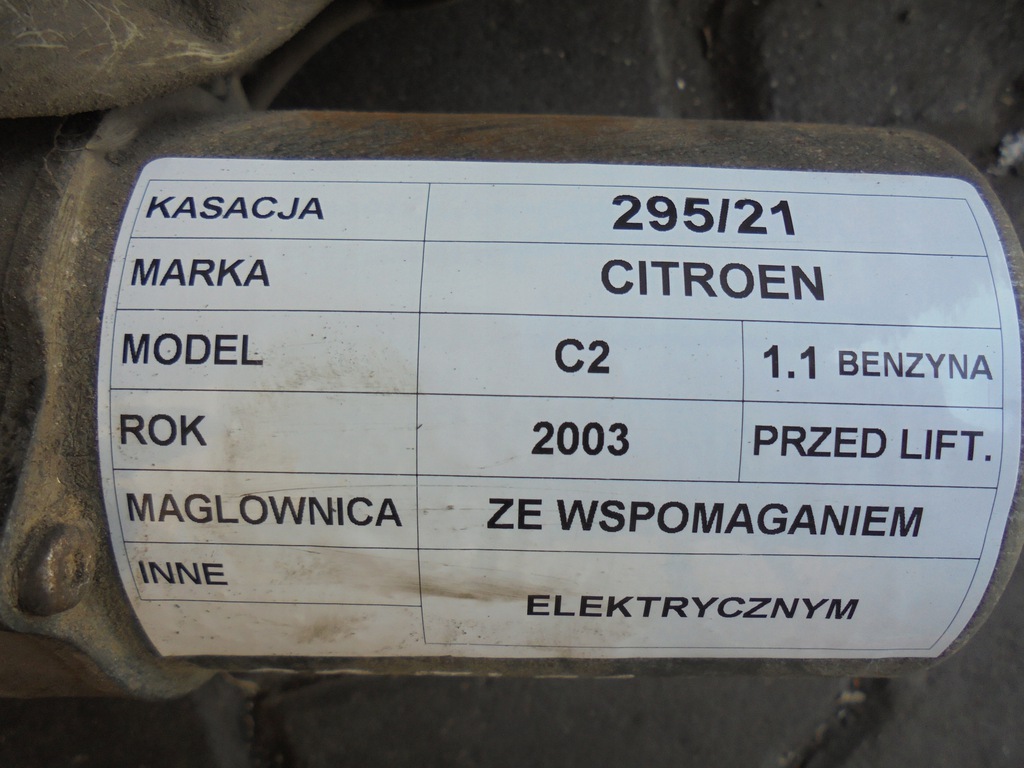 KASACJA 295/21
MARKA CITROEN
MODEL C2 1.1 BENZYNA
ROK 2003 PRZED LIFT.
MAGLOWNICA ZE WSPOMAGANIEM
INNE ELEKTRYCZNYM